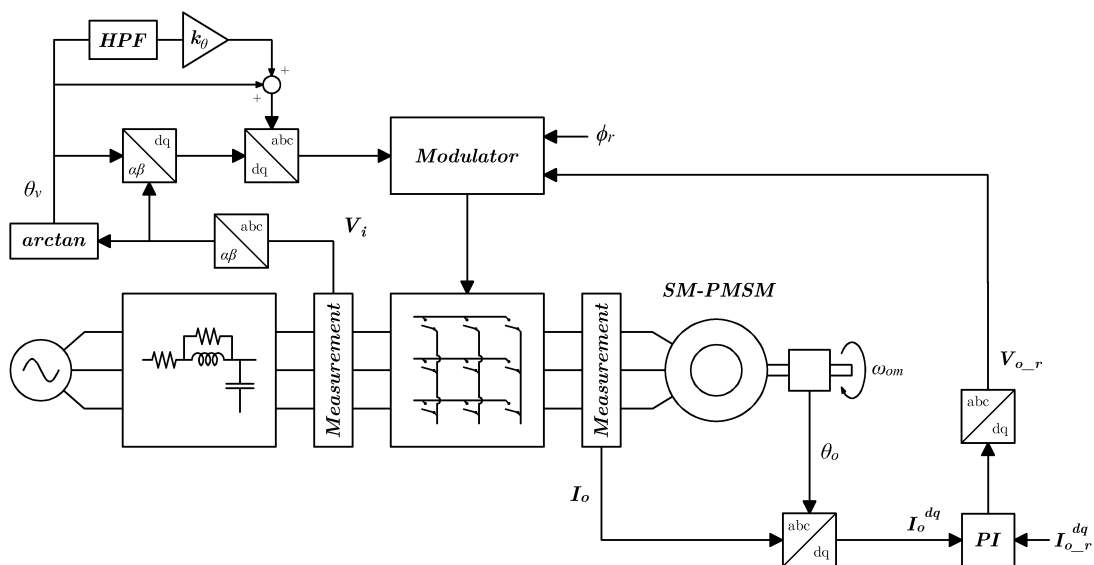 HPF
kθ
+
+
dq
αβ
abc
dq
Modulator
ϕr
θv
arctan
abc
αβ
Vi
Measurement
Measurement
SM-PMSM
ωom
Vo_r
abc
dq
θo
Io
abc
dq
Io dq
PI
Io_r dq